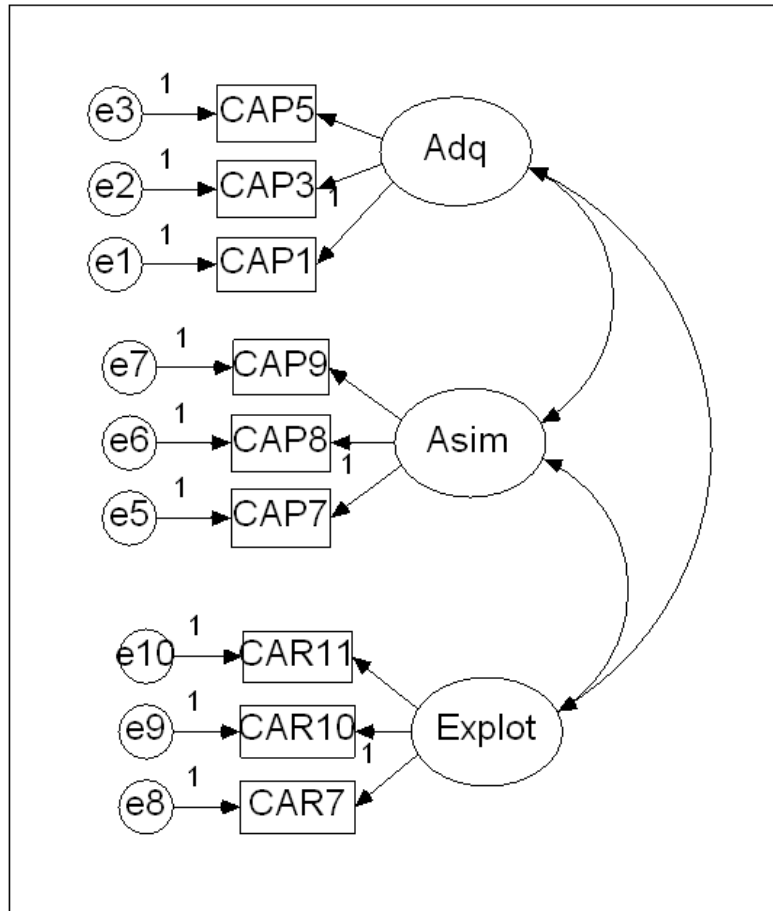 1
e3 CAP5
Adq
1
e2 CAP3
1
1
e1 CAP1
1
e7 CAP9
1
e6 CAP8
Asim
1
1
e5 CAP7
1
e10 CAR11
1
e9 CAR10
Explot
1
1
e8 CAR7